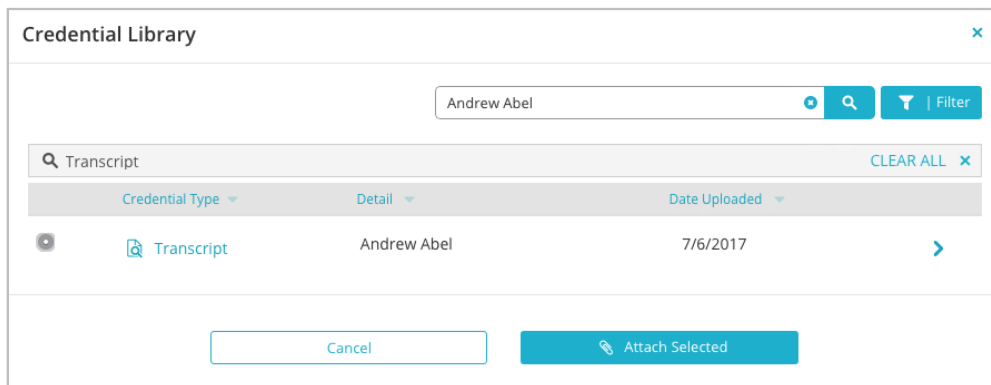 Credential Library
Andrew Abel
| Filter
Transcript CLEAR ALL
Credential Type Detail Date Uploaded
Transcript Andrew Abel 7/6/2017
Cancel Attach Selected